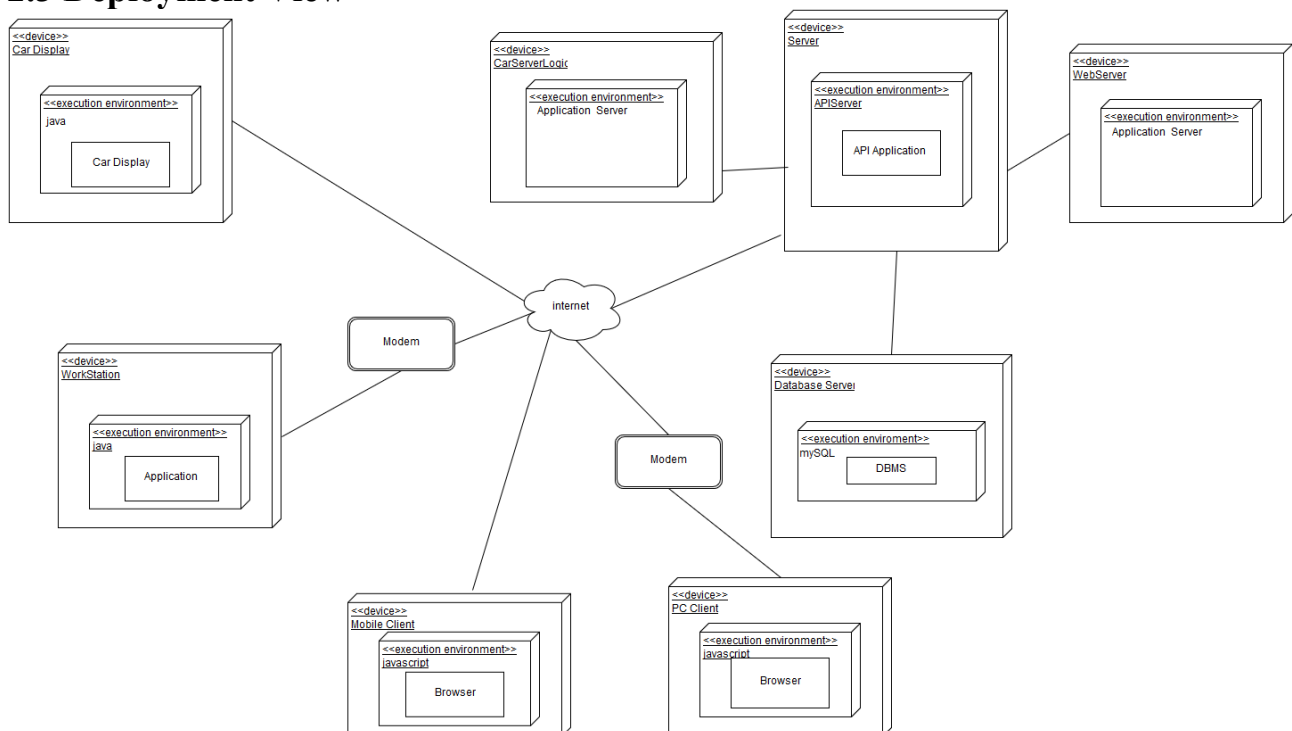 <<device>>
Car Display
<<execution environment>>
java
Car Display
<<device>>
CarServerLogic
<<execution environment>>
Application Server
<<device>>
Server
<<execution environment>>
APIServer
API Application
<<device>>
WebServer
<<execution environment>>
Application Server
internet
Modem
<<device>>
WorkStation
<<execution environment>>
java
Application
Modem
<<device>>
Database Server
<<execution enviroment>>
mySQL
DBMS
<<device>>
Mobile Client
<<execution environment>>
javascript
Browser
<<device>>
PC Client
<<execution environment>>
javascript
Browser